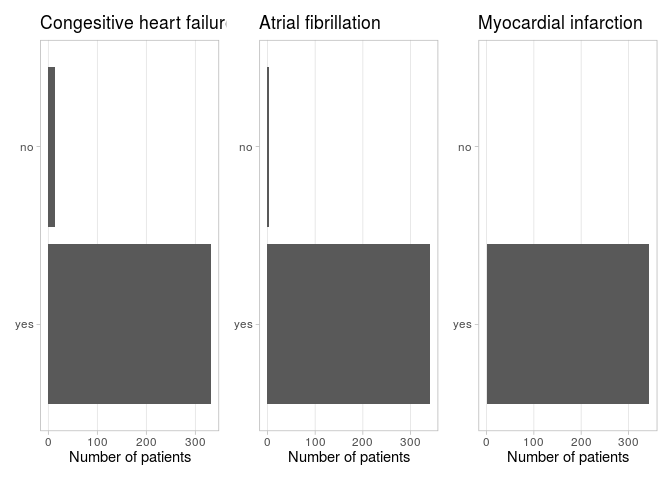 Congesitive heart failur
no
yes
0 100 200 300
Number of patients
Atrial fibrillation
no
yes
0 100 200 300
Number of patients
Myocardial infarction
no
yes
0 100 200 300
Number of patients